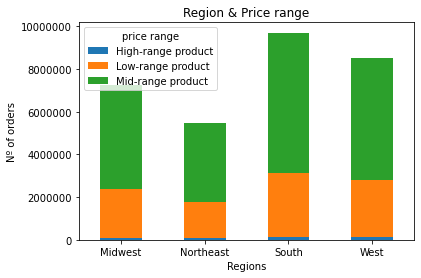 Region & Price range
price range
High-range product
Low-range product
Mid-range product
10000000
8000000
6000000
4000000
2000000
0
Nº of orders
Midwest Northeast South West
Regions